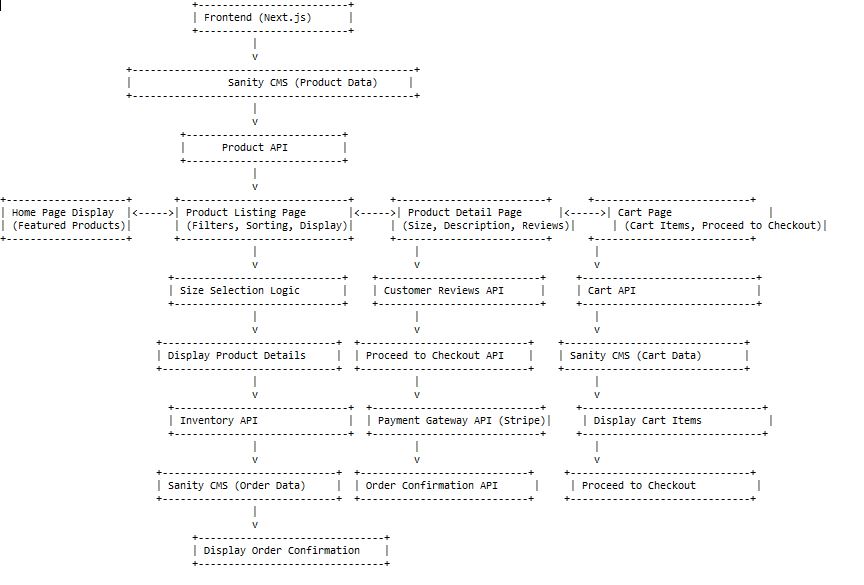 Frontend (Next.js)
Sanity CMS (Product Data)
Product API
Home Page Display
(Featured Products)
Product Listing Page
(Filters, Sorting, Display)
Product Detail Page
(Size, Description, Reviews)
Cart Page
(Cart Items, Proceed to Checkout)
Size Selection Logic
Customer Reviews API
Cart API
Display Product Details
Proceed to Checkout API
Sanity CMS (Cart Data)
Inventory API
Payment Gateway API (Stripe)
Display Cart Items
Sanity CMS (Order Data)
Order Confirmation API
Proceed to Checkout
Display Order Confirmation